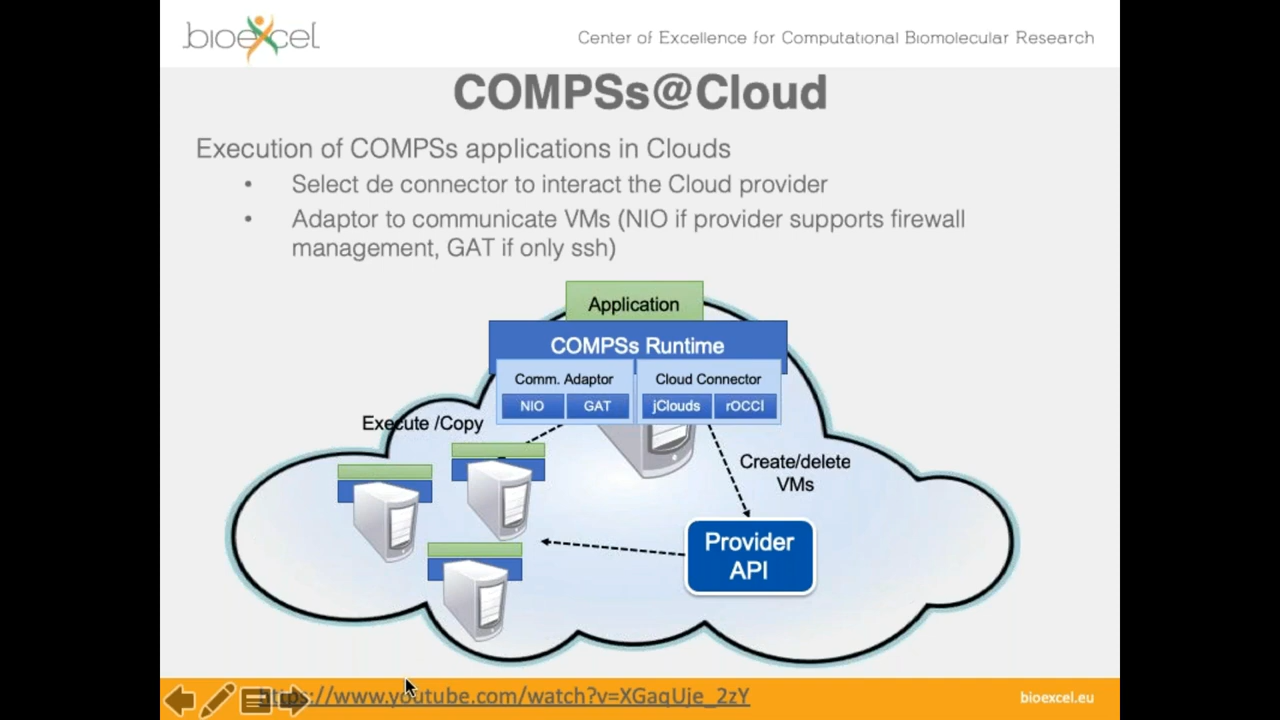 bioexcel
Center of Excellence for Computational Biomolecular Research
COMPSs@Cloud
Execution of COMPSs applications in Clouds
• Select de connector to interact the Cloud provider
• Adaptor to communicate VMs (NIO if provider supports firewall
management, GAT if only ssh)
Application
COMPSs Runtime
Comm. Adaptor
Cloud Connector
NIO
GAT
jClouds
rOCCI
Execute /Copy
Create/delete
VMs
Provider
API
https://www.youtube.com/watch?v=XGaqUje_2zY
bioexcel.eu